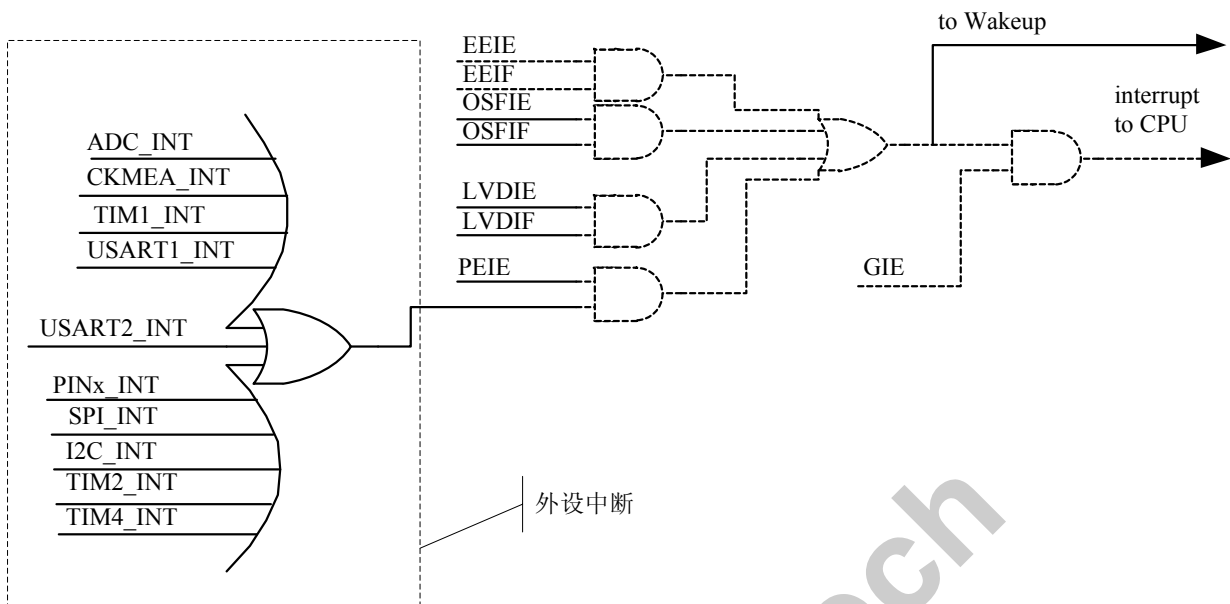 to Wakeup
interrupt
to CPU
EEIE
EEIF
OSFIE
OSFIF
LVDIE
LVDIF
PEIE
GIE
ADC_INT
CKMEA_INT
TIM1_INT
USART1_INT
USART2_INT
PINx_INT
SPI_INT
I2C_INT
TIM2_INT
TIM4_INT
外设中断
ech